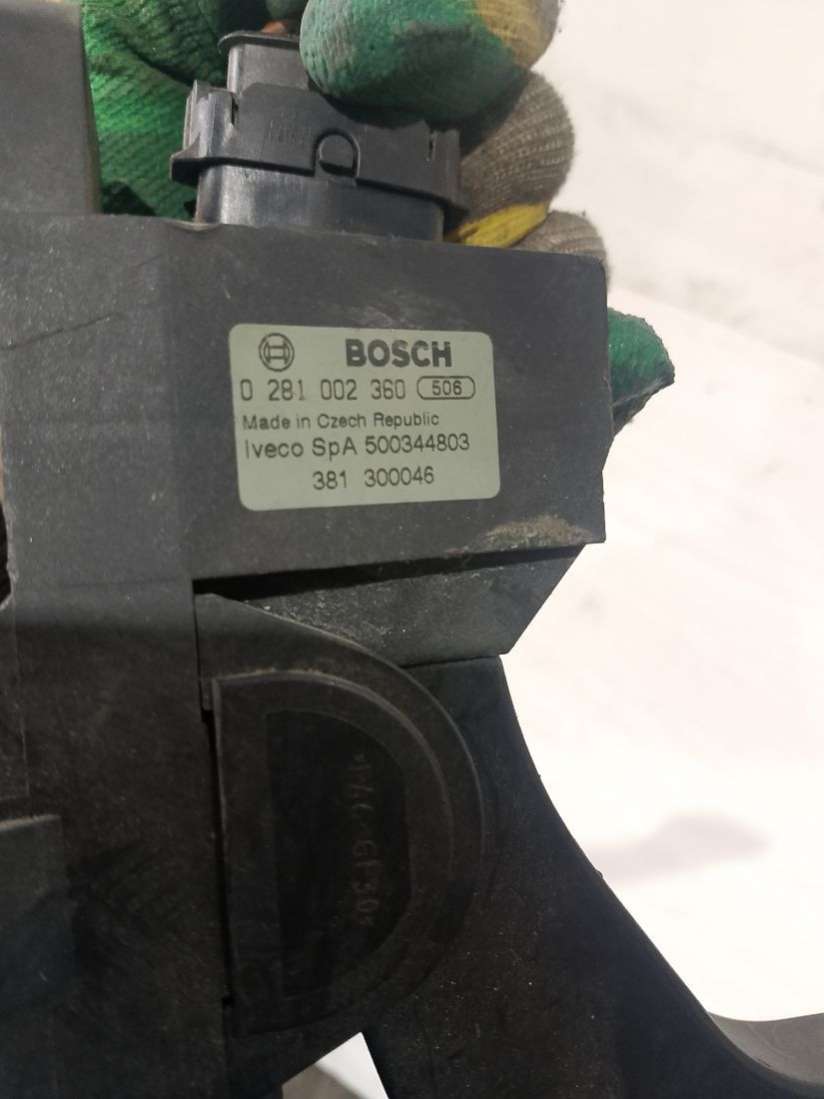 BOSCH
0 281 002 360 506
Made in Czech Republic
Iveco SpA 500344803
381 300046